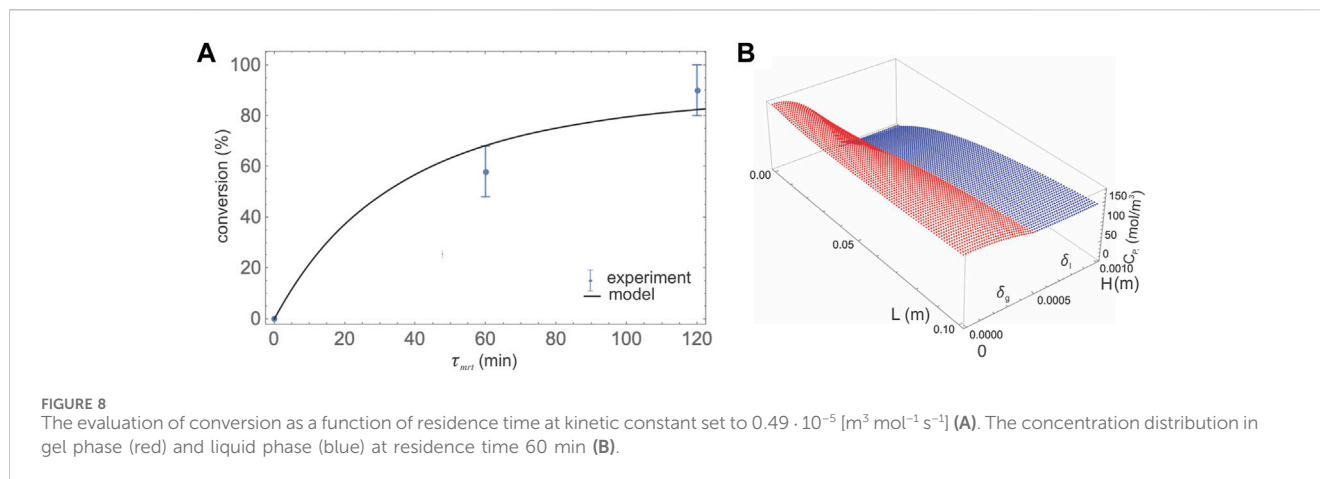 A
conversion (%)
100
80
60
40
20
0
experiment
model
0 20 40 60 80 100 120
τmrt (min)
B
0.00
0.05
0.10
L (m)
150
100
50
0
CP, (mol/m³)
δl
δg
0.0010
H(m)
0.0005
0.0000
0
FIGURE 8
The evaluation of conversion as a function of residence time at kinetic constant set to 0.49 · 10⁻⁵ [m³ mol⁻¹ s⁻¹] (A). The concentration distribution in
gel phase (red) and liquid phase (blue) at residence time 60 min (B).